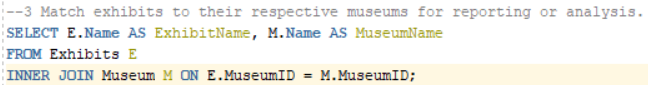 --3 Match exhibits to their respective museums for reporting or analysis.
SELECT E.Name AS ExhibitName, M.Name AS MuseumName
FROM Exhibits E
INNER JOIN Museum M ON E.MuseumID = M.MuseumID;